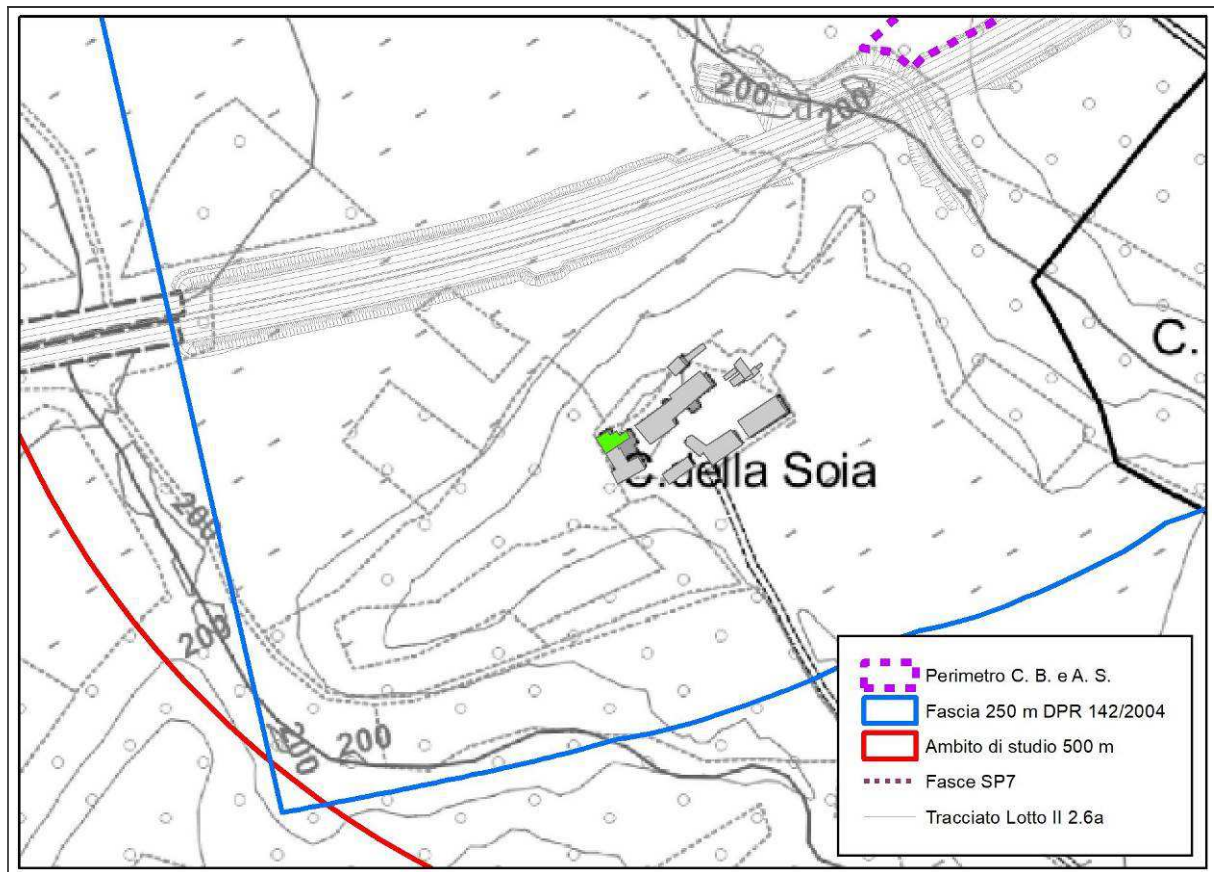 200
200
C.
C.della Soia
200
200
200
200
Perimetro C. B. e A. S.
Fascia 250 m DPR 142/2004
Ambito di studio 500 m
Fasce SP7
Tracciato Lotto II 2.6a